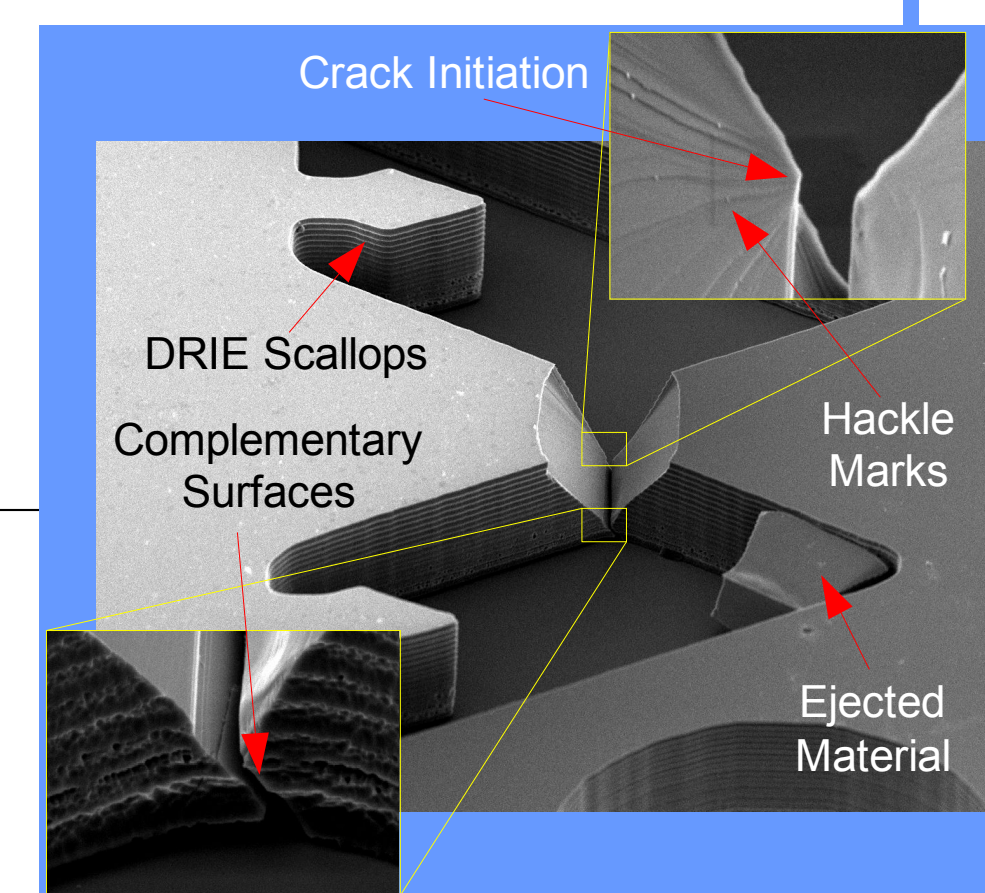 Crack Initiation
DRIE Scallops
Complementary
Surfaces
Hackle
Marks
Ejected
Material